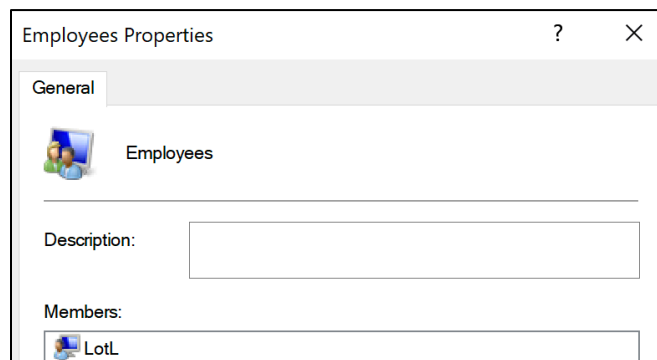 Employees Properties ?
General
Employees
Description:
Members:
LotL